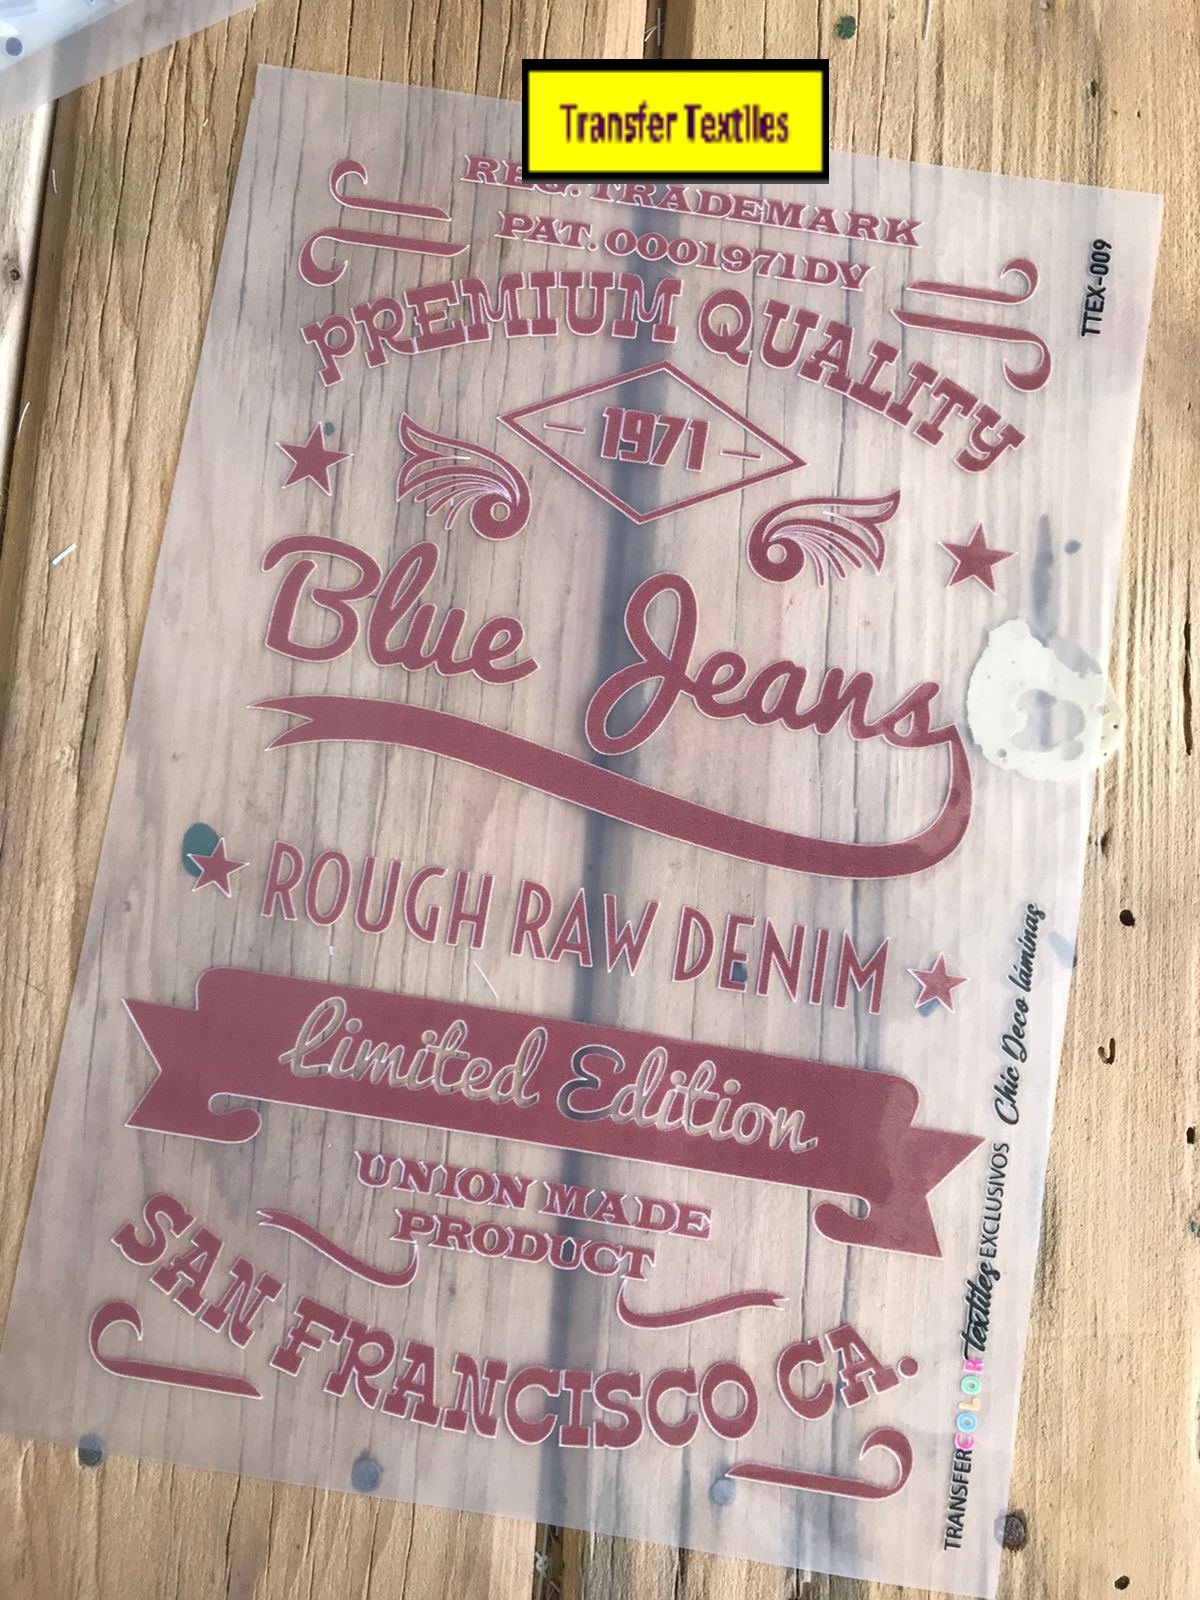 Transfer Textiles
REG. TRADEMARK
PAT. 0001971DV
PREMIUM QUALITY
1971
Blue Jeans
ROUGH RAW DENIM
Limited Edition
UNION MADE
PRODUCT
SAN FRANCISCO CA.
TTEX-009
TRANSFERCOLOR textiles EXCLUSIVOS Chic Deco láminas